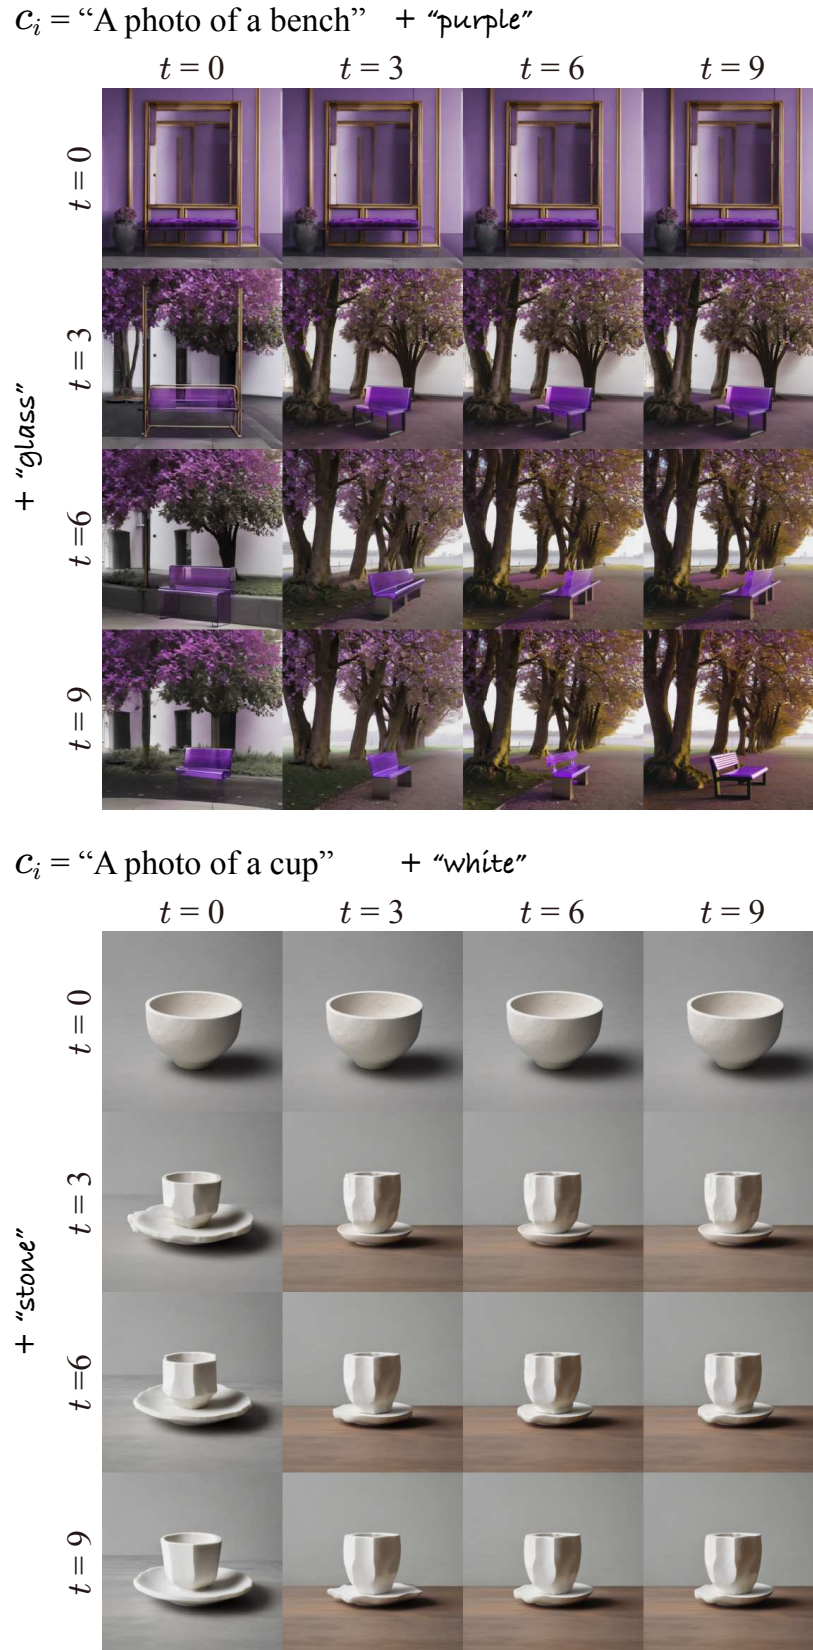 c_i = “A photo of a bench” + “purple”
t = 0 t = 3 t = 6 t = 9
t = 0
t = 3
+ “glass”
t =6
t = 9
c_i = “A photo of a cup” + “white”
t = 0 t = 3 t = 6 t = 9
t = 0
t = 3
+ “stone”
t =6
t = 9